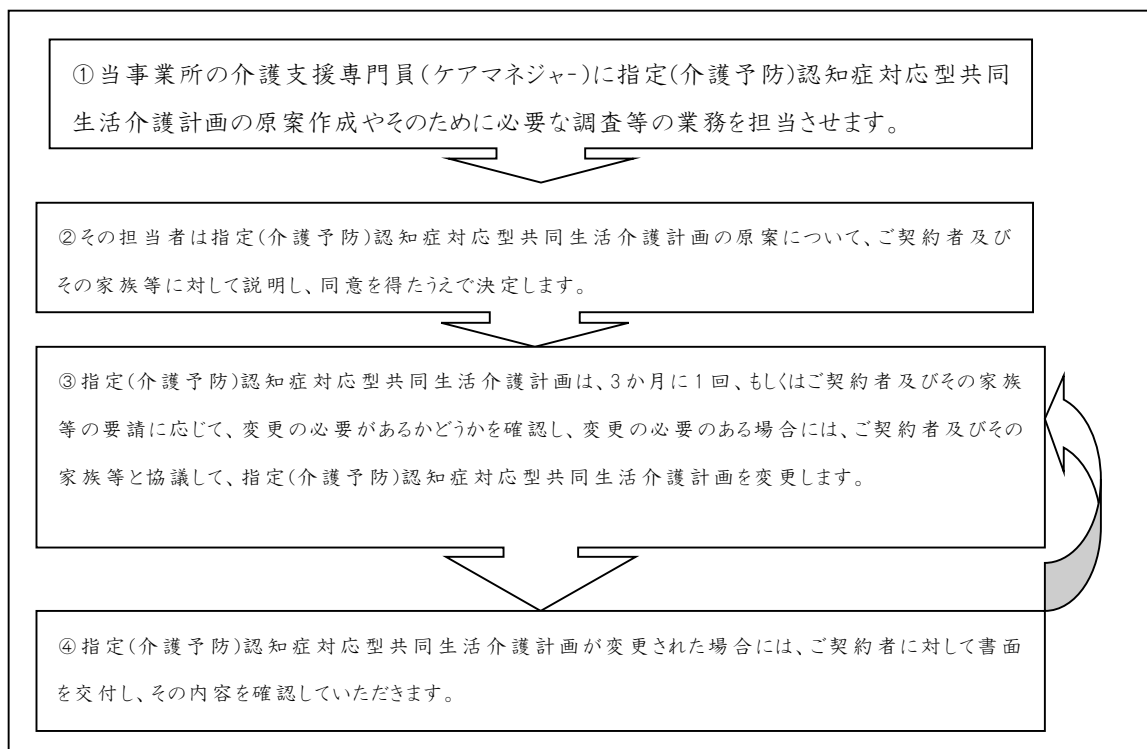 ①当事業所の介護支援専門員(ケアマネジャｰ)に指定(介護予防)認知症対応型共同
生活介護計画の原案作成やそのために必要な調査等の業務を担当させます。
②その担当者は指定(介護予防)認知症対応型共同生活介護計画の原案について、ご契約者及び
その家族等に対して説明し、同意を得たうえで決定します。
③指定(介護予防)認知症対応型共同生活介護計画は、3か月に1回、もしくはご契約者及びその家族
等の要請に応じて、変更の必要があるかどうかを確認し、変更の必要のある場合には、ご契約者及びその
家族等と協議して、指定(介護予防)認知症対応型共同生活介護計画を変更します。
④指定(介護予防)認知症対応型共同生活介護計画が変更された場合には、ご契約者に対して書面
を交付し、その内容を確認していただきます。